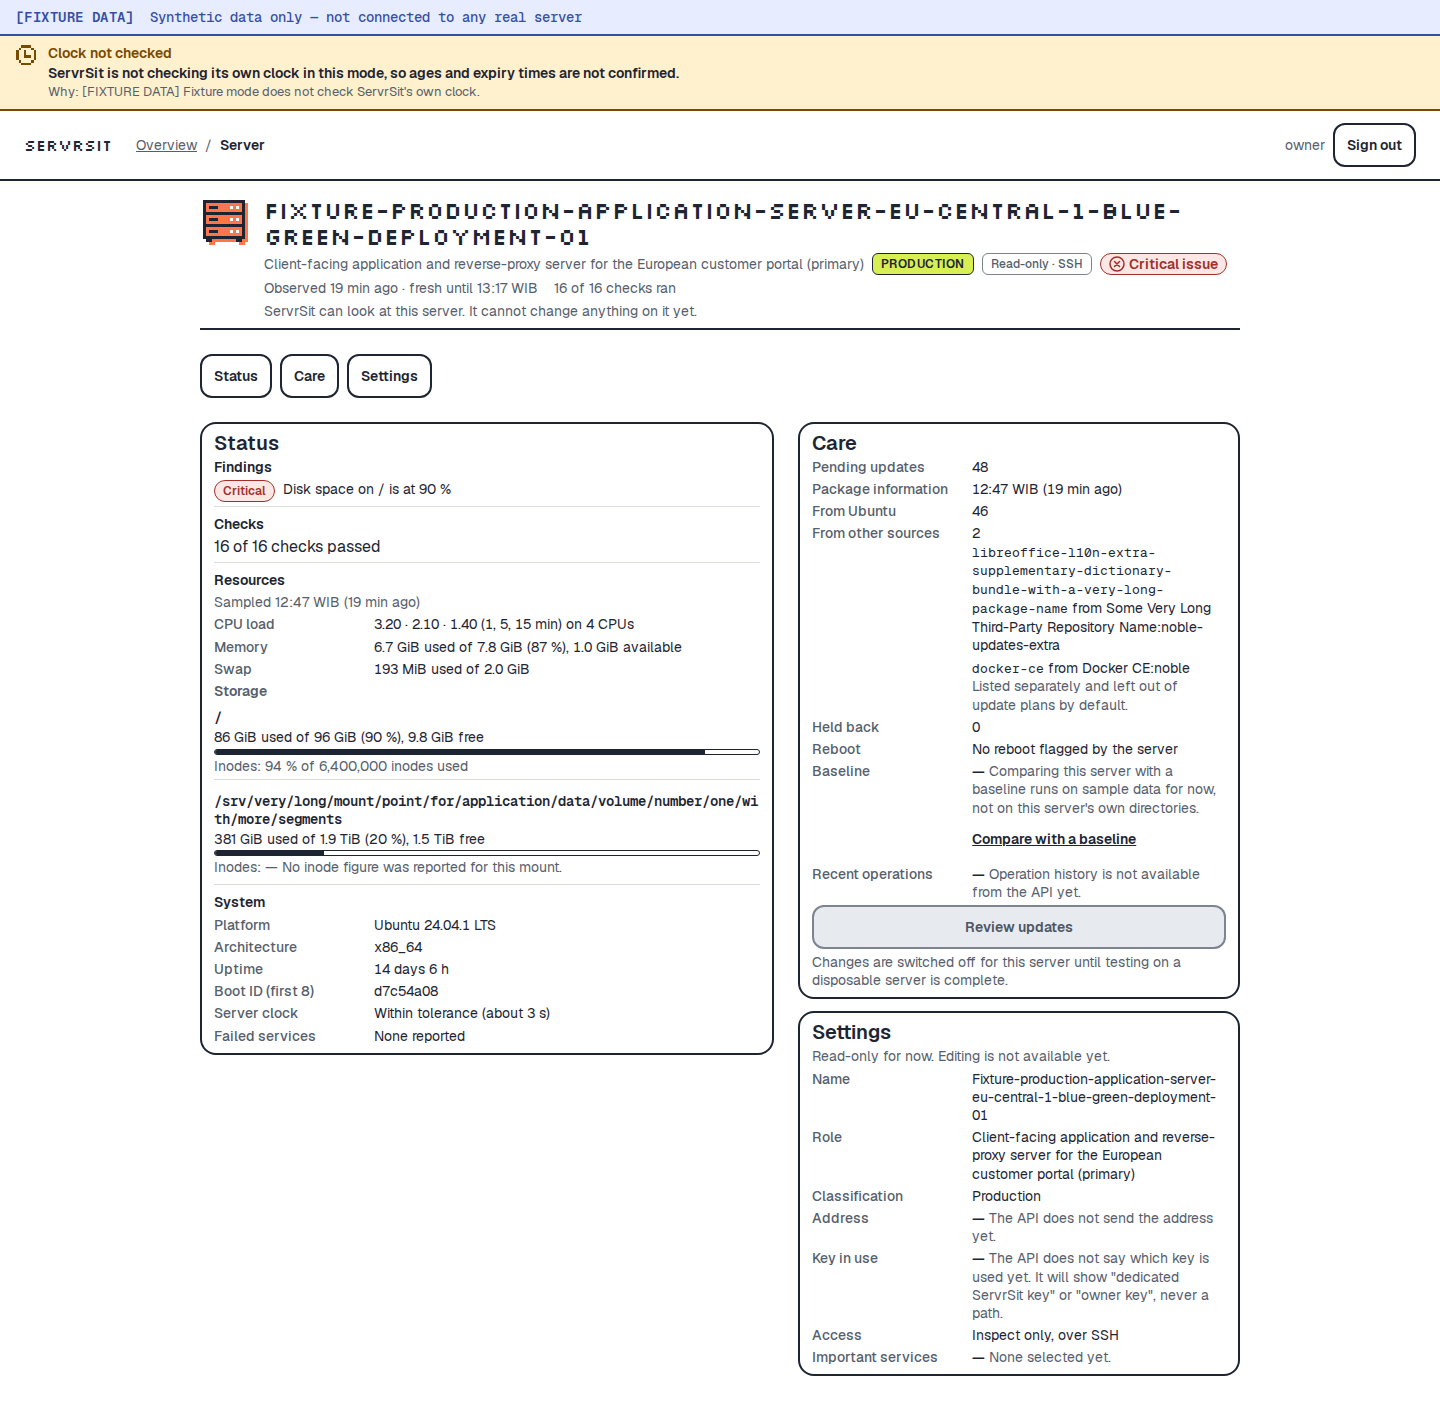 [FIXTURE DATA] Synthetic data only — not connected to any real server
Clock not checked
ServrSit is not checking its own clock in this mode, so ages and expiry times are not confirmed.
Why: [FIXTURE DATA] Fixture mode does not check ServrSit's own clock.
SERVRSIT
Overview / Server
owner
Sign out
FIXTURE-PRODUCTION-APPLICATION-SERVER-EU-CENTRAL-1-BLUE-
GREEN-DEPLOYMENT-01
Client-facing application and reverse-proxy server for the European customer portal (primary) PRODUCTION Read-only · SSH Critical issue
Observed 19 min ago · fresh until 13:17 WIB 16 of 16 checks ran
ServrSit can look at this server. It cannot change anything on it yet.
Status
Care
Settings
Status
Findings
Critical Disk space on / is at 90 %
Checks
16 of 16 checks passed
Resources
Sampled 12:47 WIB (19 min ago)
CPU load 3.20 · 2.10 · 1.40 (1, 5, 15 min) on 4 CPUs
Memory 6.7 GiB used of 7.8 GiB (87 %), 1.0 GiB available
Swap 193 MiB used of 2.0 GiB
Storage
/
86 GiB used of 96 GiB (90 %), 9.8 GiB free
Inodes: 94 % of 6,400,000 inodes used
/srv/very/long/mount/point/for/application/data/volume/number/one/wi
th/more/segments
381 GiB used of 1.9 TiB (20 %), 1.5 TiB free
Inodes: — No inode figure was reported for this mount.
System
Platform Ubuntu 24.04.1 LTS
Architecture x86_64
Uptime 14 days 6 h
Boot ID (first 8) d7c54a08
Server clock Within tolerance (about 3 s)
Failed services None reported
Care
Pending updates 48
Package information 12:47 WIB (19 min ago)
From Ubuntu 46
From other sources 2
libreoffice-l10n-extra-
supplementary-dictionary-
bundle-with-a-very-long-
package-name from Some Very Long
Third-Party Repository Name:noble-
updates-extra
docker-ce from Docker CE:noble
Listed separately and left out of
update plans by default.
Held back 0
Reboot No reboot flagged by the server
Baseline — Comparing this server with a
baseline runs on sample data for now,
not on this server's own directories.
Compare with a baseline
Recent operations — Operation history is not available
from the API yet.
Review updates
Changes are switched off for this server until testing on a
disposable server is complete.
Settings
Read-only for now. Editing is not available yet.
Name Fixture-production-application-server-
eu-central-1-blue-green-deployment-
01
Role Client-facing application and reverse-
proxy server for the European
customer portal (primary)
Classification Production
Address — The API does not send the address
yet.
Key in use — The API does not say which key is
used yet. It will show "dedicated
ServrSit key" or "owner key", never a
path.
Access Inspect only, over SSH
Important services — None selected yet.